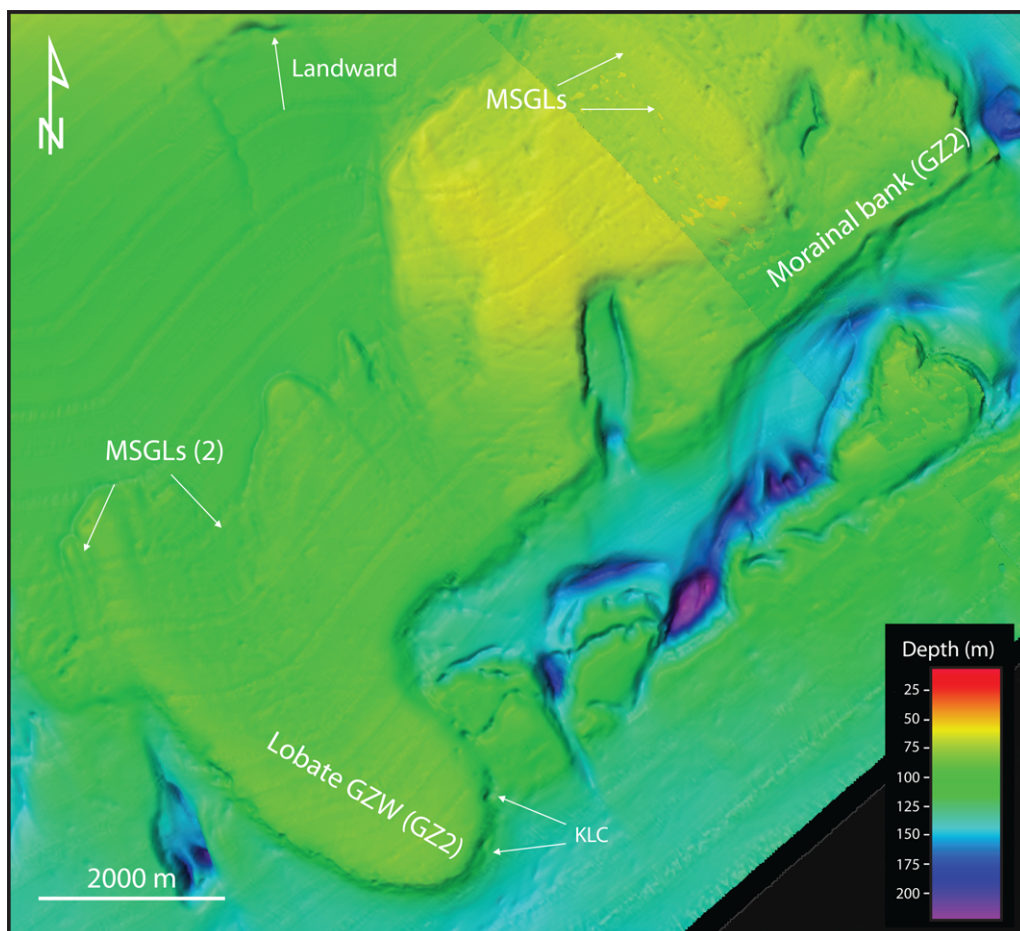 N
Landward
MSGLs
Morainal bank (GZ2)
MSGLs (2)
Lobate GZW (GZ2)
KLC
2000 m
Depth (m)
25
50
75
100
125
150
175
200